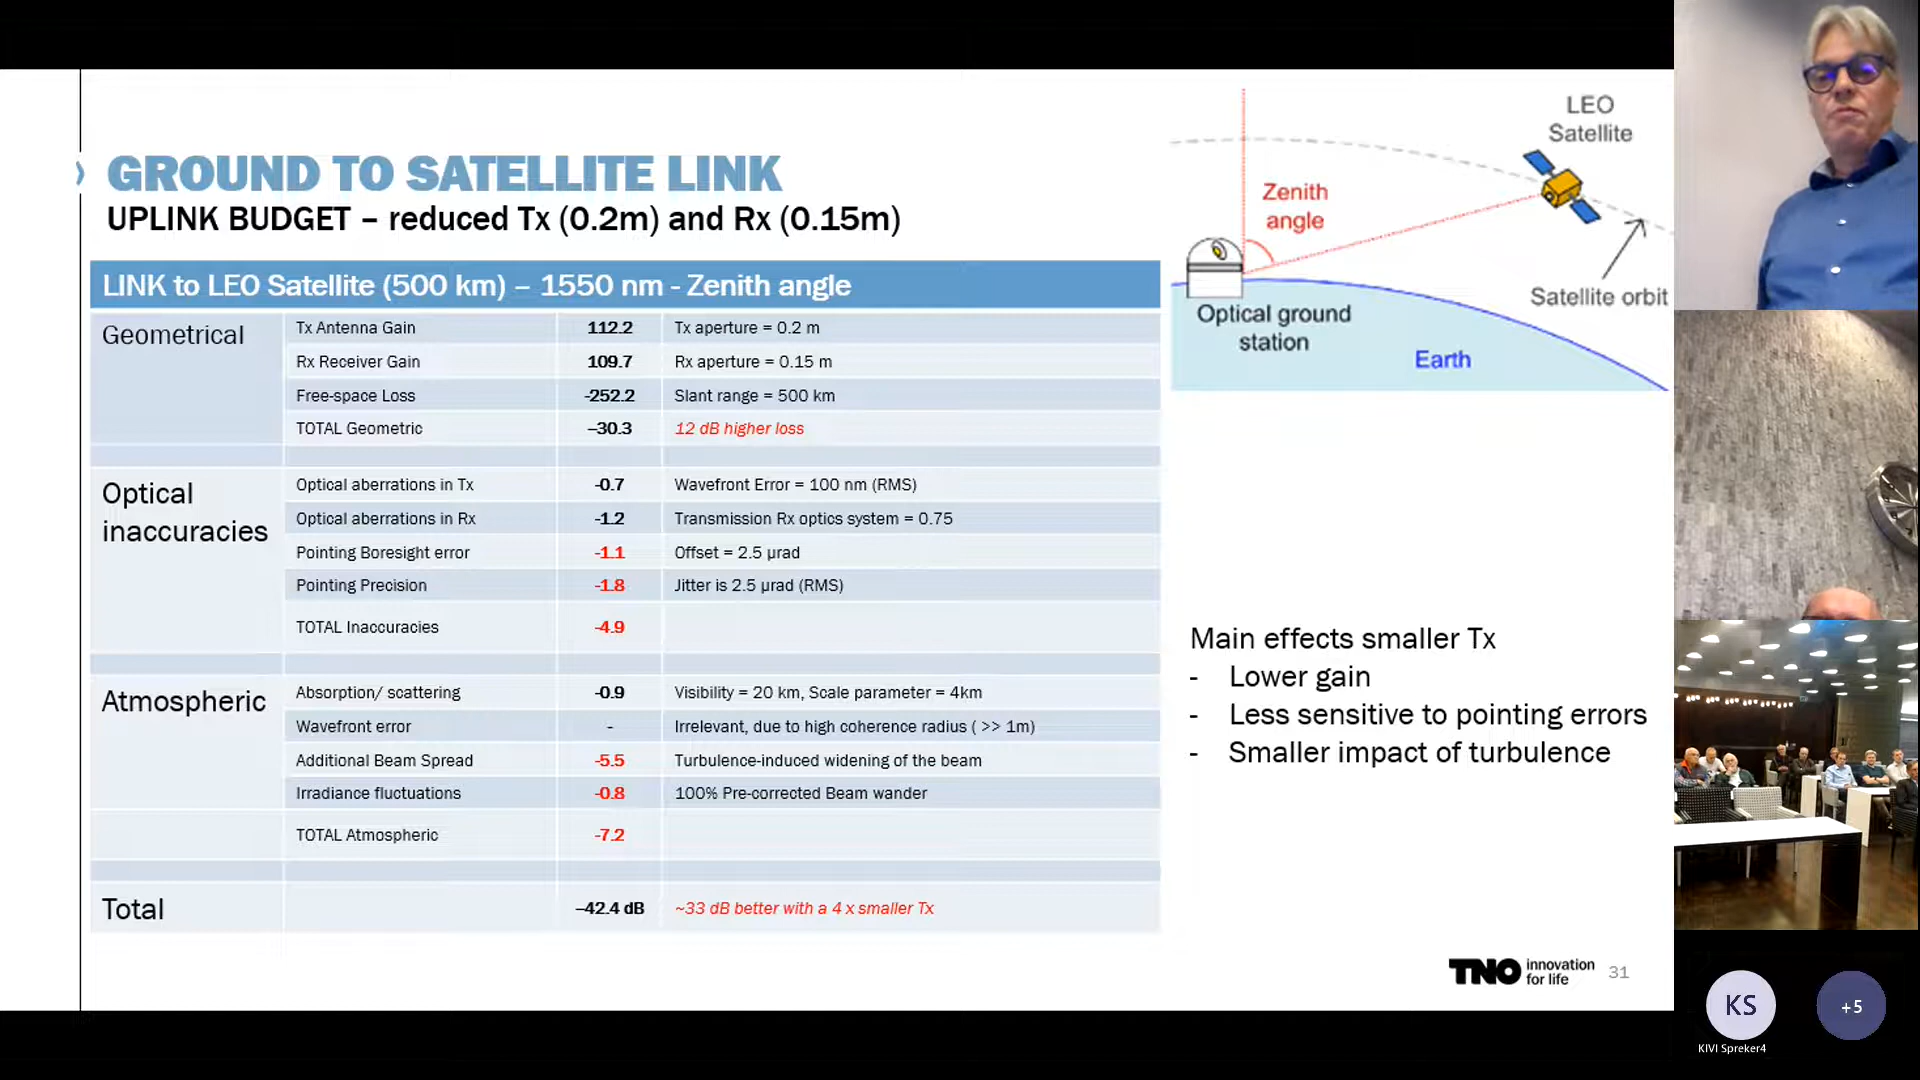 GROUND TO SATELLITE LINK
UPLINK BUDGET – reduced Tx (0.2m) and Rx (0.15m)
LINK to LEO Satellite (500 km) – 1550 nm - Zenith angle
Geometrical
Tx Antenna Gain 112.2 Tx aperture = 0.2 m
Rx Receiver Gain 109.7 Rx aperture = 0.15 m
Free-space Loss -252.2 Slant range = 500 km
TOTAL Geometric –30.3 12 dB higher loss
Optical
inaccuracies
Optical aberrations in Tx -0.7 Wavefront Error = 100 nm (RMS)
Optical aberrations in Rx -1.2 Transmission Rx optics system = 0.75
Pointing Boresight error -1.1 Offset = 2.5 µrad
Pointing Precision -1.8 Jitter is 2.5 µrad (RMS)
TOTAL Inaccuracies -4.9
Atmospheric
Absorption/ scattering -0.9 Visibility = 20 km, Scale parameter = 4km
Wavefront error - Irrelevant, due to high coherence radius ( >> 1m)
Additional Beam Spread -5.5 Turbulence-induced widening of the beam
Irradiance fluctuations -0.8 100% Pre-corrected Beam wander
TOTAL Atmospheric -7.2
Total –42.4 dB ~33 dB better with a 4 x smaller Tx
LEO
Satellite
Zenith
angle
Satellite orbit
Optical ground
station
Earth
Main effects smaller Tx
- Lower gain
- Less sensitive to pointing errors
- Smaller impact of turbulence
TNO innovation
for life
31
KS
+5
KIVI Spreker4